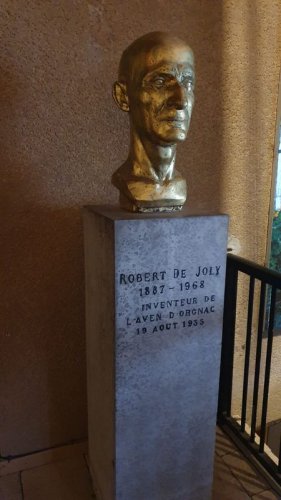 ROBERT DE JOLY
1887-1968
INVENTEUR DE
L'AVEN D'ORGNAC
19 AOUT 1935